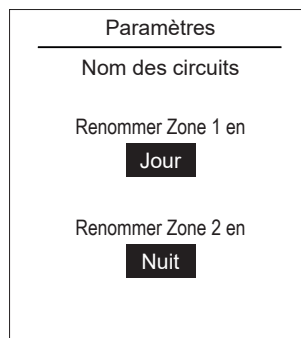 Paramètres
Nom des circuits
Renommer Zone 1 en
Jour
Renommer Zone 2 en
Nuit